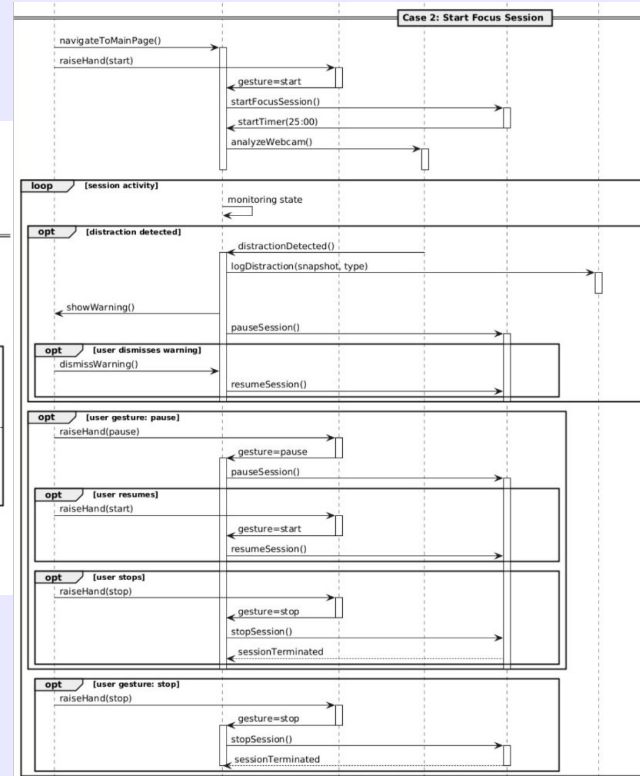 Case 2: Start Focus Session
navigateToMainPage()
raiseHand(start)
gesture=start
startFocusSession()
startTimer(25:00)
analyzeWebcam()
loop [session activity]
monitoring state
opt [distraction detected]
distractionDetected()
logDistraction(snapshot, type)
showWarning()
pauseSession()
opt [user dismisses warning]
dismissWarning()
resumeSession()
opt [user gesture: pause]
raiseHand(pause)
gesture=pause
pauseSession()
opt [user resumes]
raiseHand(start)
gesture=start
resumeSession()
opt [user stops]
raiseHand(stop)
gesture=stop
stopSession()
sessionTerminated
opt [user gesture: stop]
raiseHand(stop)
gesture=stop
stopSession()
sessionTerminated